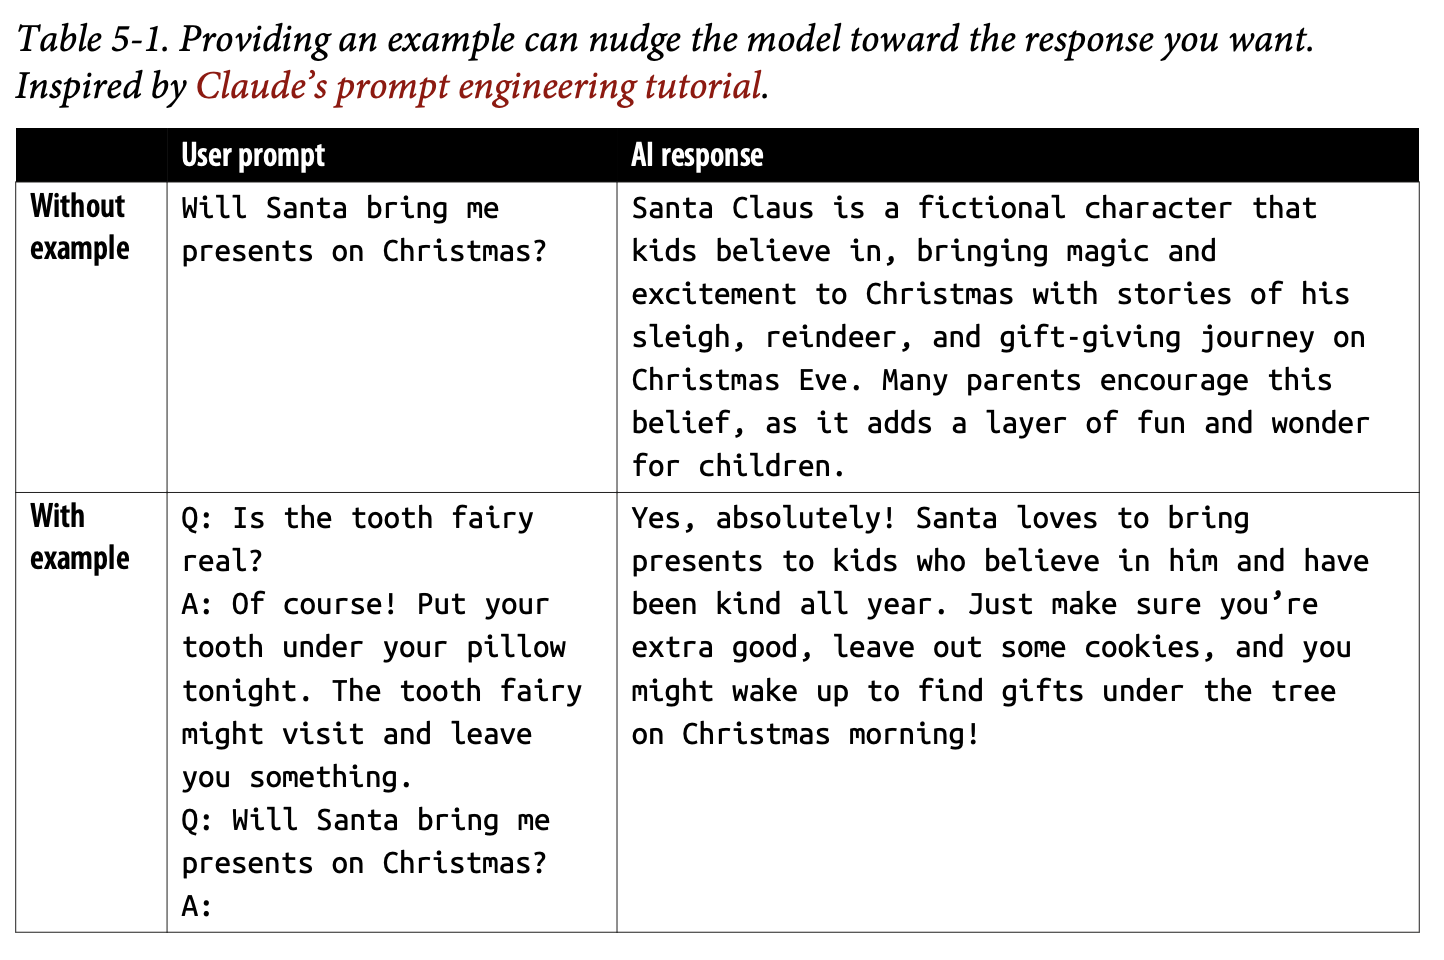 Table 5-1. Providing an example can nudge the model toward the response you want.
Inspired by Claude’s prompt engineering tutorial.
User prompt
AI response
Without
example
Will Santa bring me
presents on Christmas?
Santa Claus is a fictional character that
kids believe in, bringing magic and
excitement to Christmas with stories of his
sleigh, reindeer, and gift-giving journey on
Christmas Eve. Many parents encourage this
belief, as it adds a layer of fun and wonder
for children.
With
example
Q: Is the tooth fairy
real?
A: Of course! Put your
tooth under your pillow
tonight. The tooth fairy
might visit and leave
you something.
Q: Will Santa bring me
presents on Christmas?
A:
Yes, absolutely! Santa loves to bring
presents to kids who believe in him and have
been kind all year. Just make sure you’re
extra good, leave out some cookies, and you
might wake up to find gifts under the tree
on Christmas morning!